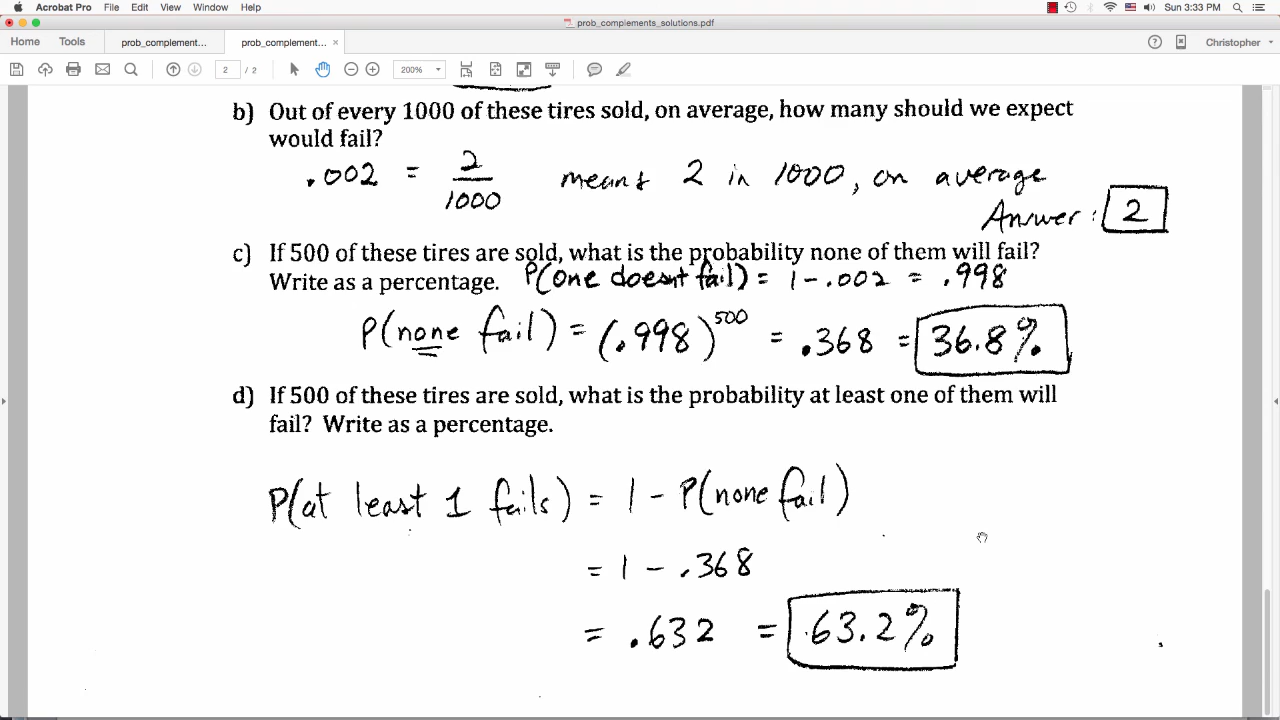 Acrobat Pro File Edit View Window Help Sun 3:33 PM
prob_complements_solutions.pdf
Home Tools prob_complement... prob_complement... × Christopher
2 / 2 200%
b) Out of every 1000 of these tires sold, on average, how many should we expect
would fail?
.002 = 2/1000 means 2 in 1000, on average
Answer: 2
c) If 500 of these tires are sold, what is the probability none of them will fail?
Write as a percentage. P(one doesn't fail) = 1 - .002 = .998
P(none fail) = (.998)^500 = .368 = 36.8%
d) If 500 of these tires are sold, what is the probability at least one of them will
fail? Write as a percentage.
P(at least 1 fails) = 1 - P(none fail)
= 1 - .368
= .632 = 63.2%